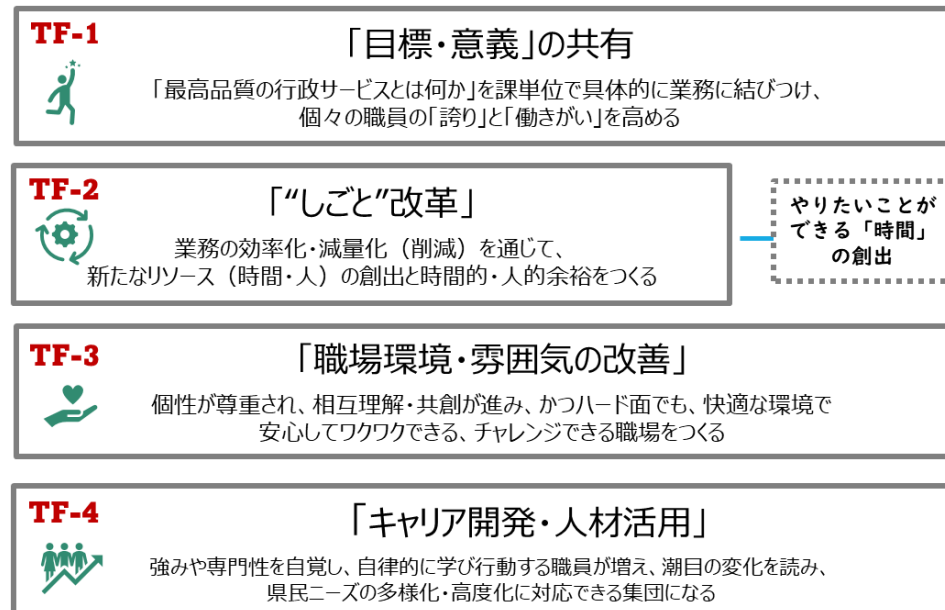 TF-1
「目標・意義」の共有
「最高品質の行政サービスとは何か」を課単位で具体的に業務に結びつけ、
個々の職員の「誇り」と「働きがい」を高める
TF-2
「“しごと”改革」
業務の効率化・減量化（削減）を通じて、
新たなリソース（時間・人）の創出と時間的・人的余裕をつくる
やりたいことが
できる「時間」
の創出
TF-3
「職場環境・雰囲気の改善」
個性が尊重され、相互理解・共創が進み、かつハード面でも、快適な環境で
安心してワクワクできる、チャレンジできる職場をつくる
TF-4
「キャリア開発・人材活用」
強みや専門性を自覚し、自律的に学び行動する職員が増え、潮目の変化を読み、
県民ニーズの多様化・高度化に対応できる集団になる